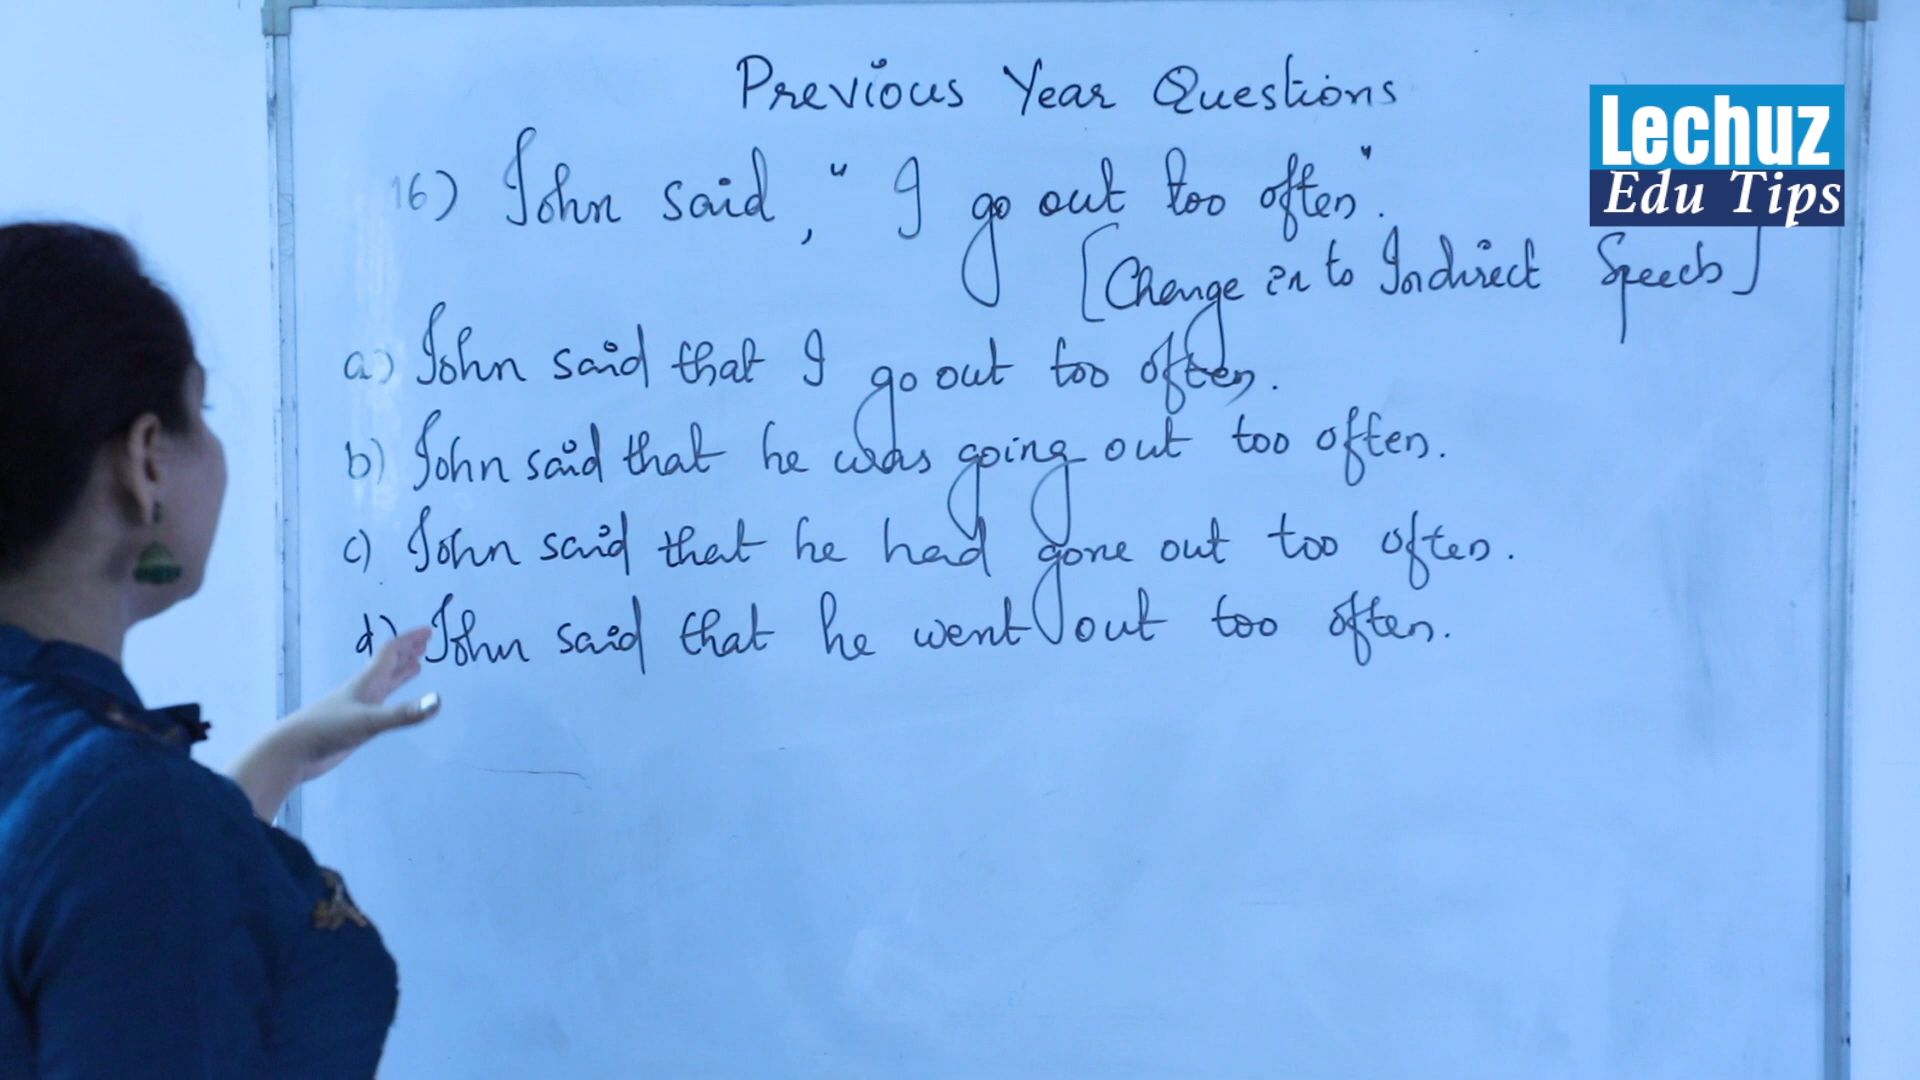 Previous Year Questions
Lechuz
Edu Tips
16) John said, " I go out too often".
[Change in to Indirect Speech]
a) John said that I go out too often.
b) John said that he was going out too often.
c) John said that he had gone out too often.
d) John said that he went out too often.